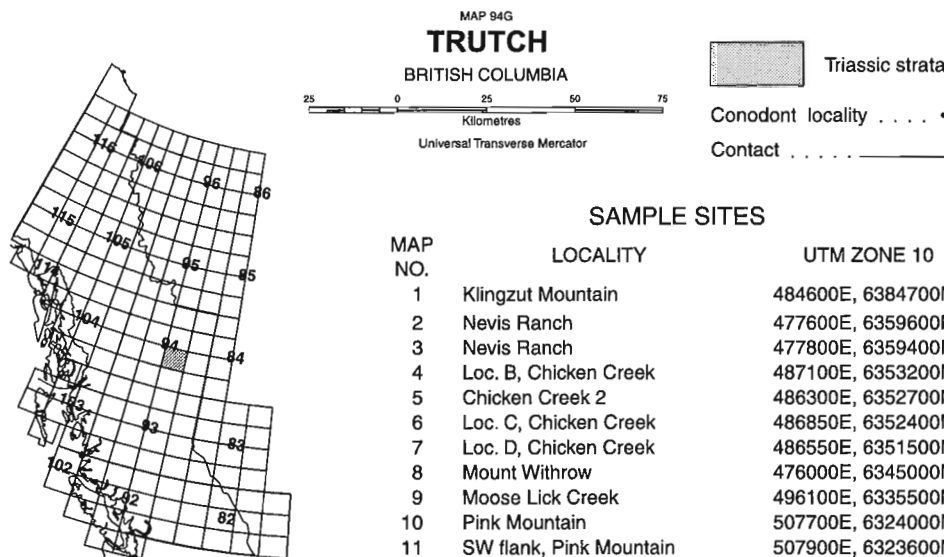 MAP 94G
TRUTCH
BRITISH COLUMBIA
25 0 25 50 75
Kilometres
Universal Transverse Mercator
Triassic strata
Conodont locality . . . .
Contact . . . . .
116 106 96 86
115 105 95 85
114 104 94 84
103 93 83
102 92 82
SAMPLE SITES
MAP NO. LOCALITY UTM ZONE 10
1 Klingzut Mountain 484600E, 6384700N
2 Nevis Ranch 477600E, 6359600N
3 Nevis Ranch 477800E, 6359400N
4 Loc. B, Chicken Creek 487100E, 6353200N
5 Chicken Creek 2 486300E, 6352700N
6 Loc. C, Chicken Creek 486850E, 6352400N
7 Loc. D, Chicken Creek 486550E, 6351500N
8 Mount Withrow 476000E, 6345000N
9 Moose Lick Creek 496100E, 6335500N
10 Pink Mountain 507700E, 6324000N
11 SW flank, Pink Mountain 507900E, 6323600N